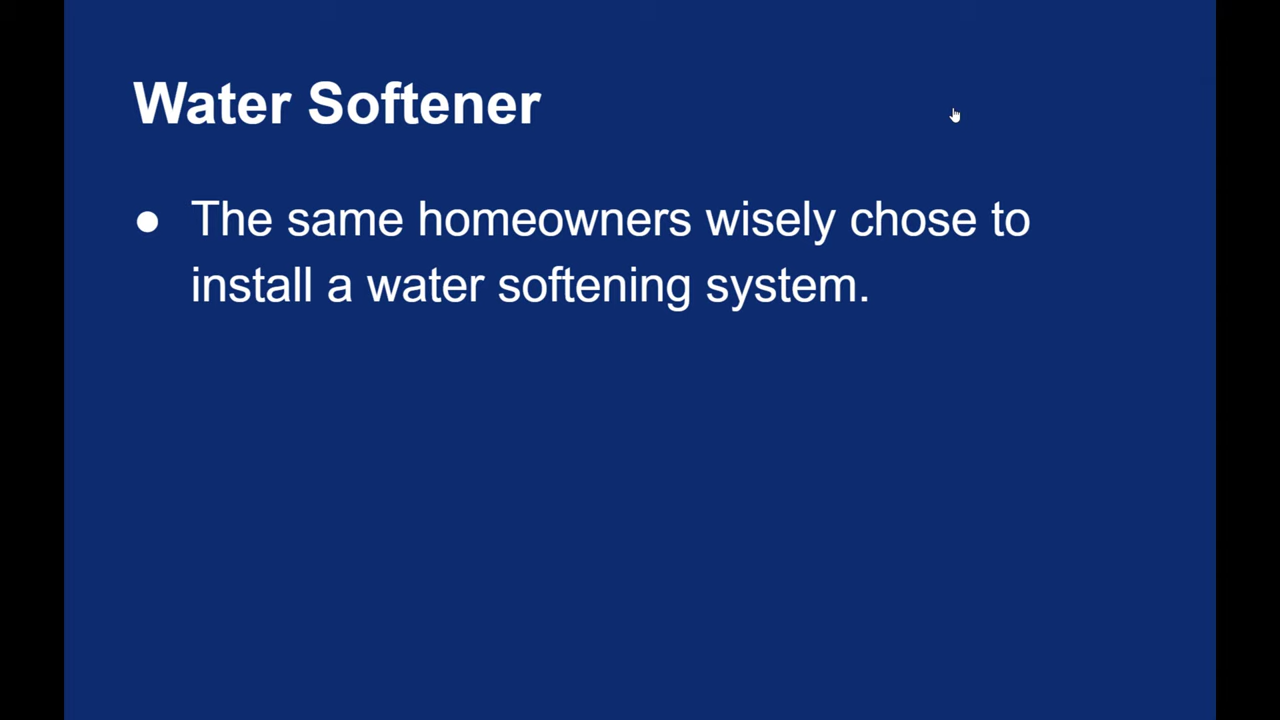 Water Softener
● The same homeowners wisely chose to
install a water softening system.